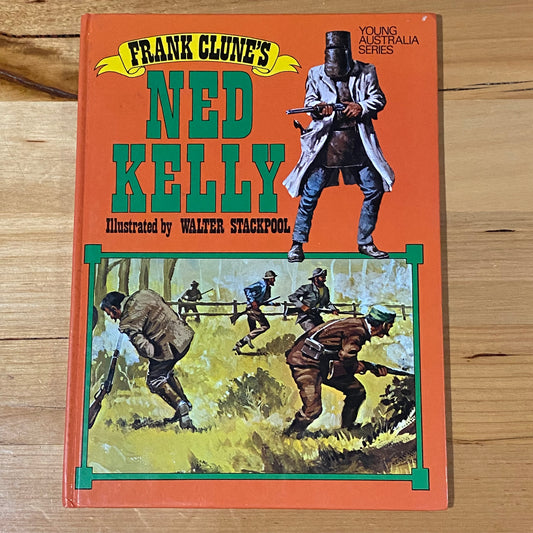 FRANK CLUNE'S
YOUNG
AUSTRALIA
SERIES
NED
KELLY
Illustrated by WALTER STACKPOOL